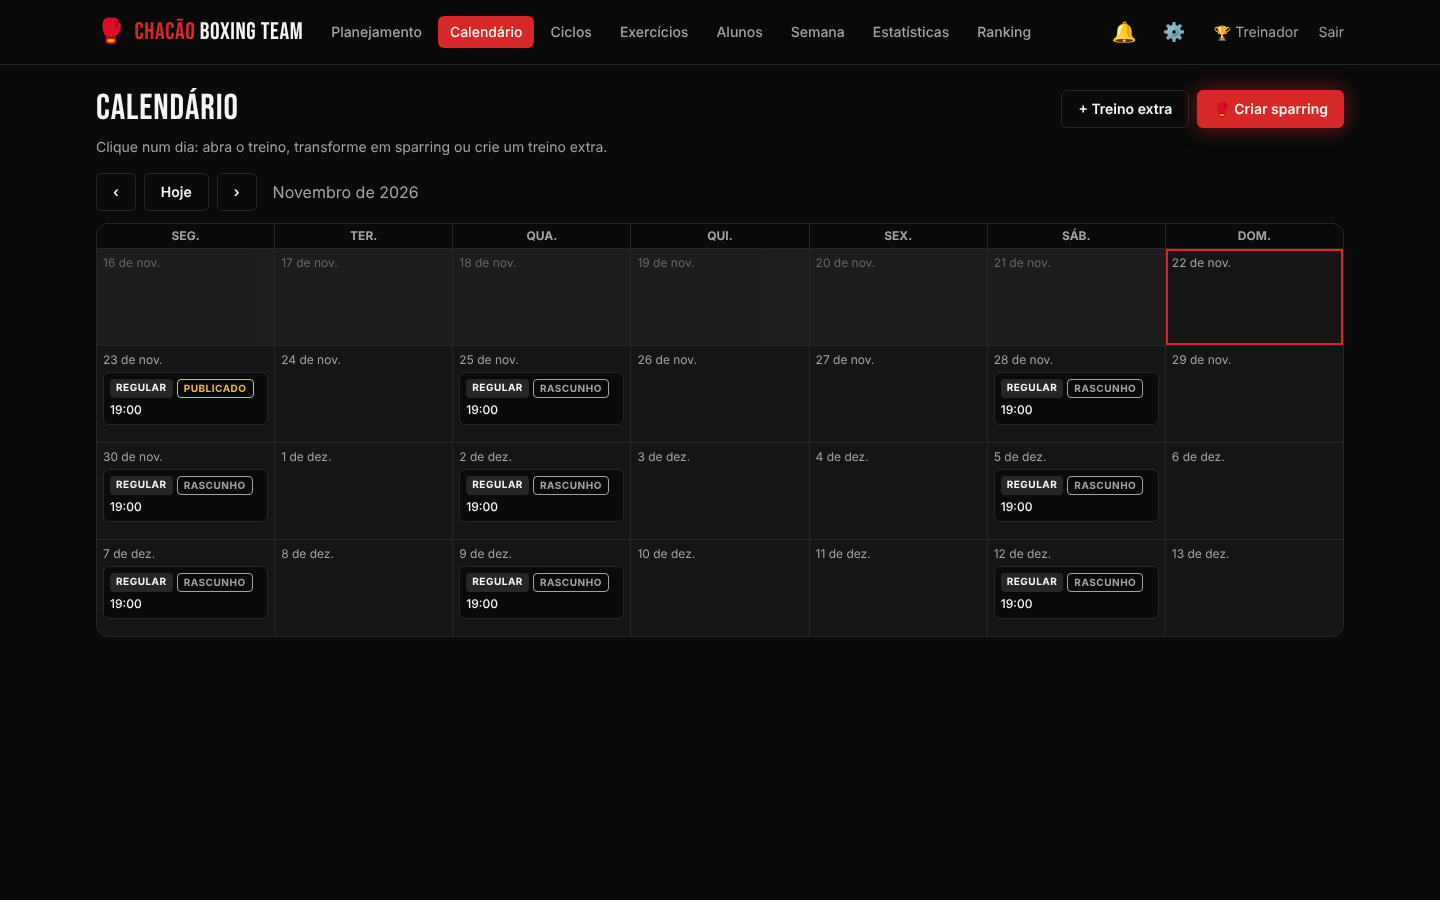 CHACÃO BOXING TEAM Planejamento Calendário Ciclos Exercícios Alunos Semana Estatísticas Ranking Treinador Sair
CALENDÁRIO
+ Treino extra Criar sparring
Clique num dia: abra o treino, transforme em sparring ou crie um treino extra.
‹ Hoje › Novembro de 2026
SEG. TER. QUA. QUI. SEX. SÁB. DOM.
16 de nov. 17 de nov. 18 de nov. 19 de nov. 20 de nov. 21 de nov. 22 de nov.
23 de nov. 24 de nov. 25 de nov. 26 de nov. 27 de nov. 28 de nov. 29 de nov.
REGULAR PUBLICADO REGULAR RASCUNHO REGULAR RASCUNHO
19:00 19:00 19:00
30 de nov. 1 de dez. 2 de dez. 3 de dez. 4 de dez. 5 de dez. 6 de dez.
REGULAR RASCUNHO REGULAR RASCUNHO REGULAR RASCUNHO
19:00 19:00 19:00
7 de dez. 8 de dez. 9 de dez. 10 de dez. 11 de dez. 12 de dez. 13 de dez.
REGULAR RASCUNHO REGULAR RASCUNHO REGULAR RASCUNHO
19:00 19:00 19:00